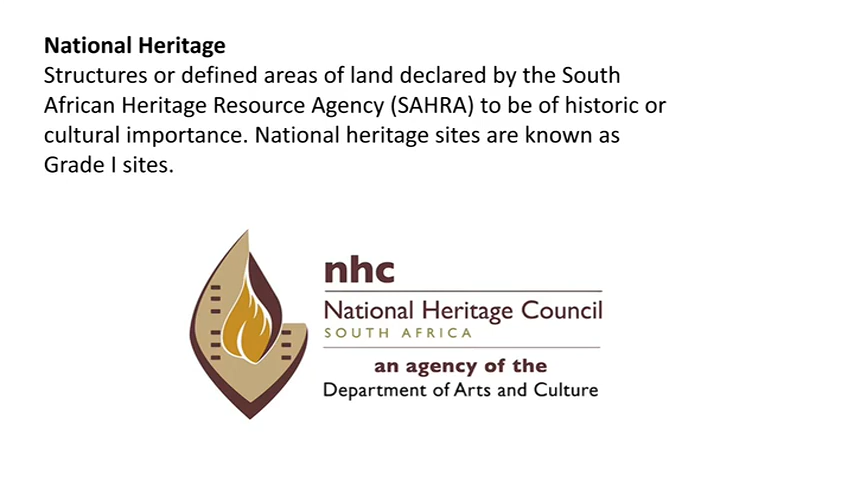 National Heritage
Structures or defined areas of land declared by the South
African Heritage Resource Agency (SAHRA) to be of historic or
cultural importance. National heritage sites are known as
Grade I sites.
nhc
National Heritage Council
SOUTH AFRICA
an agency of the
Department of Arts and Culture